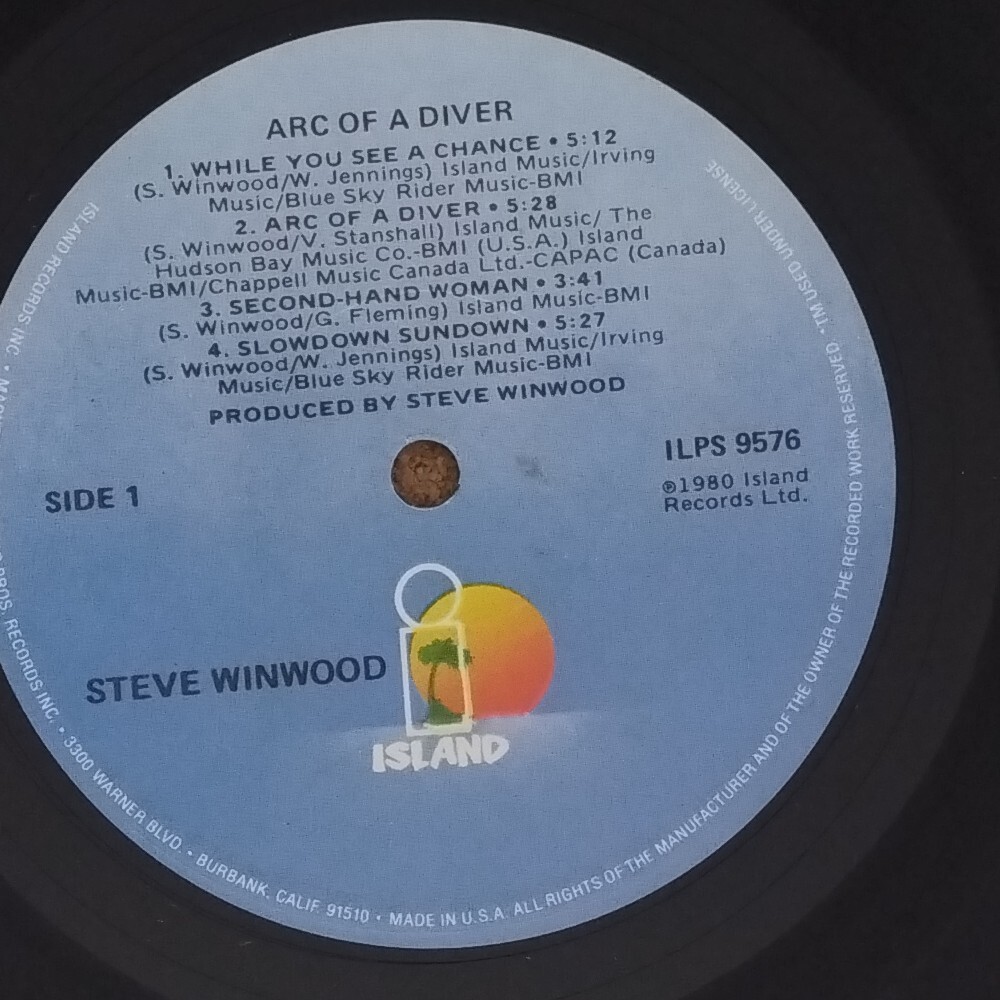 ARC OF A DIVER
1. WHILE YOU SEE A CHANCE • 5:12
(S. Winwood/W. Jennings) Island Music/Irving
Music/Blue Sky Rider Music-BMI
2. ARC OF A DIVER • 5:28
(S. Winwood/V. Stanshall) Island Music/ The
Hudson Bay Music Co.-BMI (U.S.A.) Island
Music-BMI/Chappell Music Canada Ltd.-CAPAC (Canada)
3. SECOND-HAND WOMAN • 3:41
(S. Winwood/G. Fleming) Island Music-BMI
4. SLOWDOWN SUNDOWN • 5:27
(S. Winwood/W. Jennings) Island Music/Irving
Music/Blue Sky Rider Music-BMI
PRODUCED BY STEVE WINWOOD
SIDE 1
ILPS 9576
℗1980 Island
Records Ltd.
STEVE WINWOOD
ISLAND
ISLAND RECORDS INC. •
RECORDS INC. • 3300 WARNER BLVD. • BURBANK, CALIF. 91510 • MADE IN U.S.A. ALL RIGHTS OF THE MANUFACTURER AND OF THE OWNER OF THE RECORDED WORK RESERVED. TM USED UNDER LICENSE